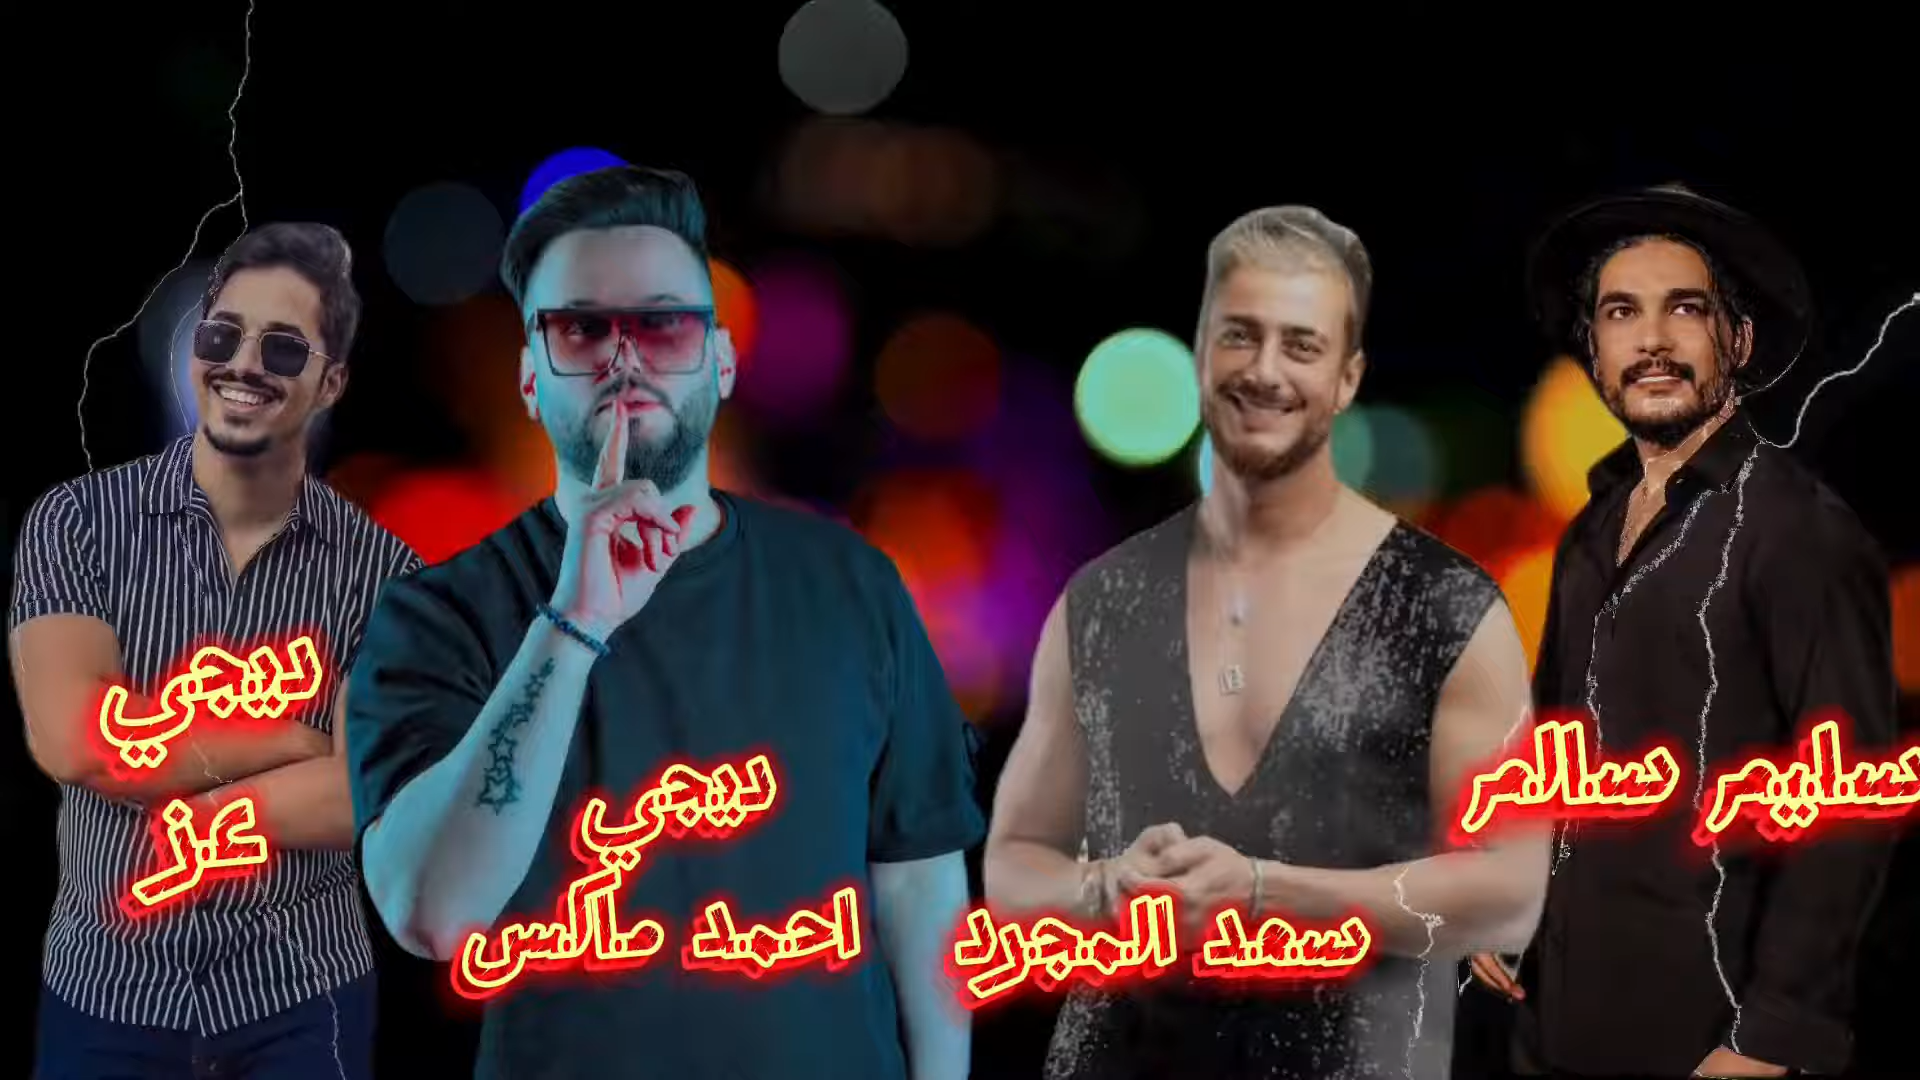 ديجي
عز
ديجي
احمد ماكس
سعد المجرد
سليم سالم